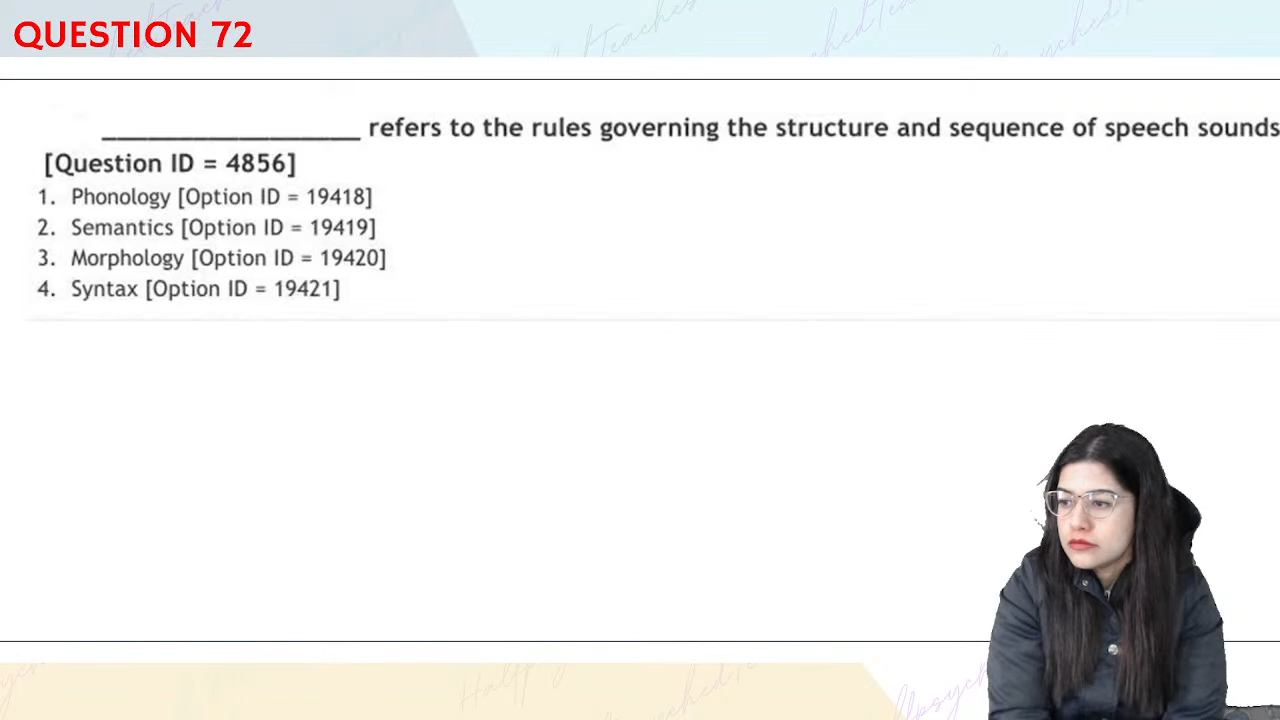 QUESTION 72
_________________ refers to the rules governing the structure and sequence of speech sounds
[Question ID = 4856]
1. Phonology [Option ID = 19418]
2. Semantics [Option ID = 19419]
3. Morphology [Option ID = 19420]
4. Syntax [Option ID = 19421]